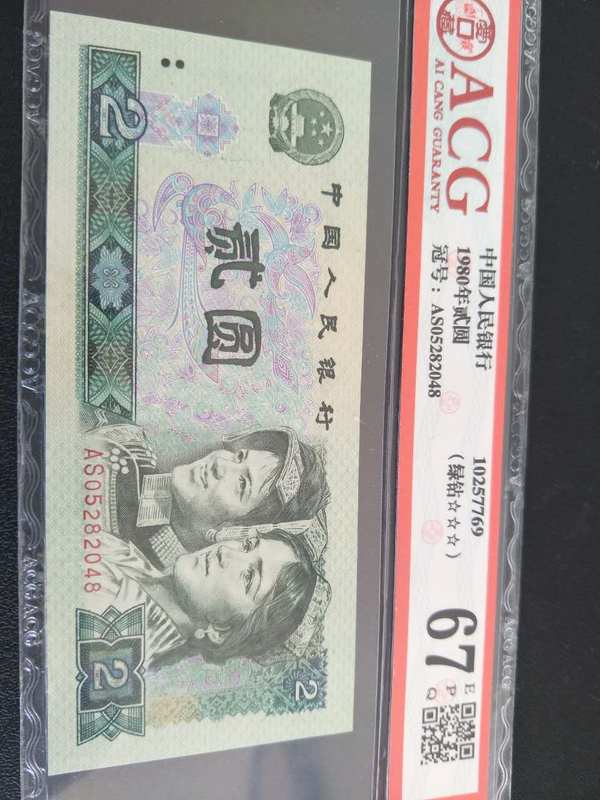 ACG
AI CANG GUARANTY
中国人民银行
1980年贰圆
冠号：AS05282048
10257769
（绿钻☆☆☆）
67
E
P
Q
中国人民银行
贰圆
2
AS05282048
2
2
ACGACG